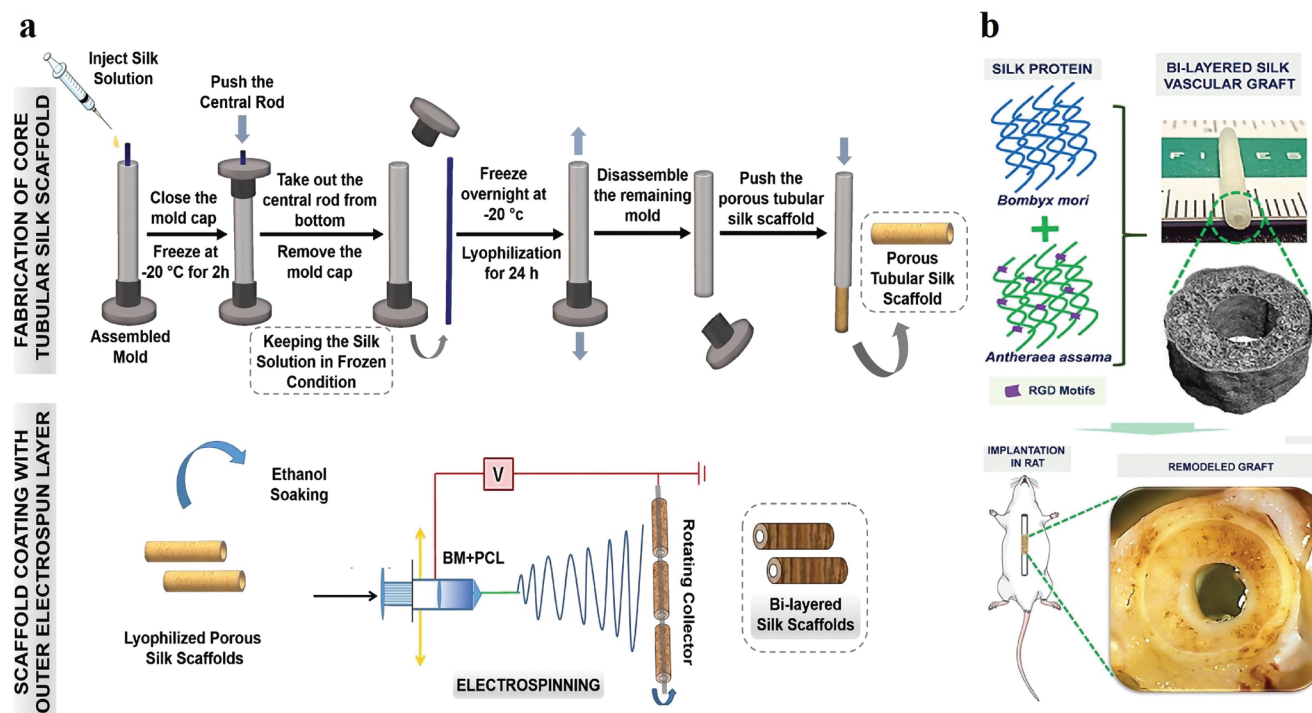 a
FABRICATION OF CORE
TUBULAR SILK SCAFFOLD
Inject Silk
Solution
Assembled
Mold
Close the
mold cap
Freeze at
-20 °C for 2h
Push the
Central Rod
Take out the
central rod from
bottom
Remove the
mold cap
Keeping the Silk
Solution in Frozen
Condition
Freeze
overnight at
-20 °c
Lyophilization
for 24 h
Disassemble
the remaining
mold
Push the
porous tubular
silk scaffold
Porous
Tubular Silk
Scaffold
SCAFFOLD COATING WITH
OUTER ELECTROSPUN LAYER
Ethanol
Soaking
Lyophilized Porous
Silk Scaffolds
BM+PCL
V
Rotating Collector
ELECTROSPINNING
Bi-layered
Silk Scaffolds
b
SILK PROTEIN
Bombyx mori
+
Antheraea assama
RGD Motifs
BI-LAYERED SILK
VASCULAR GRAFT
IMPLANTATION
IN RAT
REMODELED GRAFT